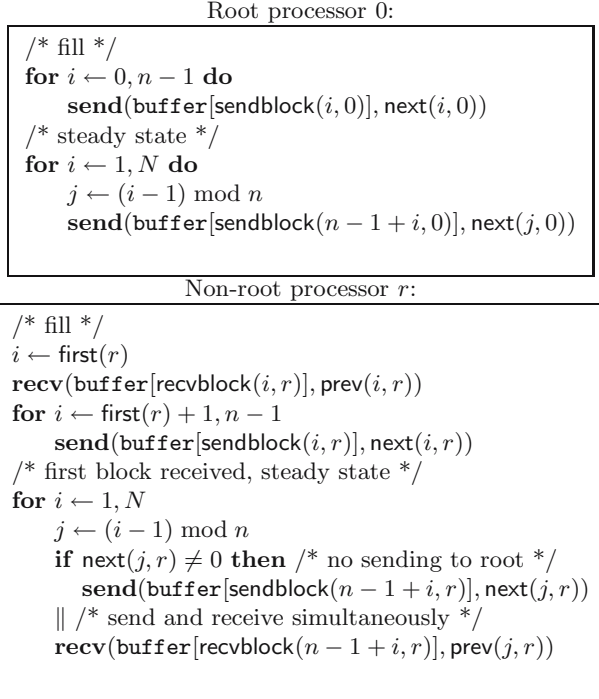 Root processor 0:
/* fill */
for i ← 0, n − 1 do
send(buffer[sendblock(i, 0)], next(i, 0))
/* steady state */
for i ← 1, N do
j ← (i − 1) mod n
send(buffer[sendblock(n − 1 + i, 0)], next(j, 0))
Non-root processor r:
/* fill */
i ← first(r)
recv(buffer[recvblock(i, r)], prev(i, r))
for i ← first(r) + 1, n − 1
send(buffer[sendblock(i, r)], next(i, r))
/* first block received, steady state */
for i ← 1, N
j ← (i − 1) mod n
if next(j, r) ≠ 0 then /* no sending to root */
send(buffer[sendblock(n − 1 + i, r)], next(j, r))
∥ /* send and receive simultaneously */
recv(buffer[recvblock(n − 1 + i, r)], prev(j, r))